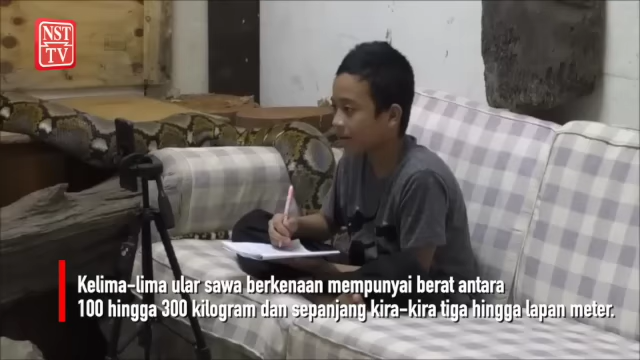 NST
TV
Kelima-lima ular sawa berkenaan mempunyai berat antara
100 hingga 300 kilogram dan sepanjang kira-kira tiga hingga lapan meter.